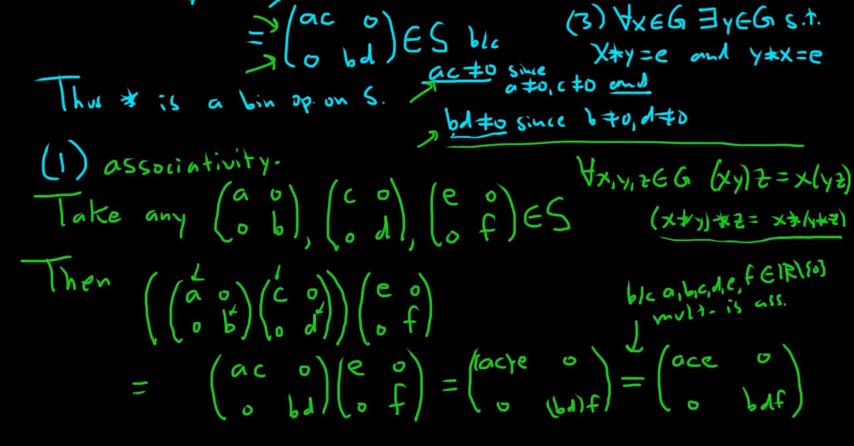 = (ac 0 / 0 bd) ∈ S b/c
ac≠0 since
a≠0, c≠0 and
bd≠0 since b≠0, d≠0
(3) ∀x∈G ∃y∈G s.t.
x*y=e and y*x=e
Thus * is a bin op. on S.
(1) associativity.
∀x,y,z∈G (xy)z = x(yz)
(x*y)*z = x*(y*z)
Take any (a 0 / 0 b), (c 0 / 0 d), (e 0 / 0 f) ∈ S
Then
((a 0 / 0 b)(c 0 / 0 d))(e 0 / 0 f)
b/c a,b,c,d,e,f∈ℝ\{0}
mult. is ass.
= (ac 0 / 0 bd)(e 0 / 0 f) = ((ac)e 0 / 0 (bd)f) = (ace 0 / 0 bdf)